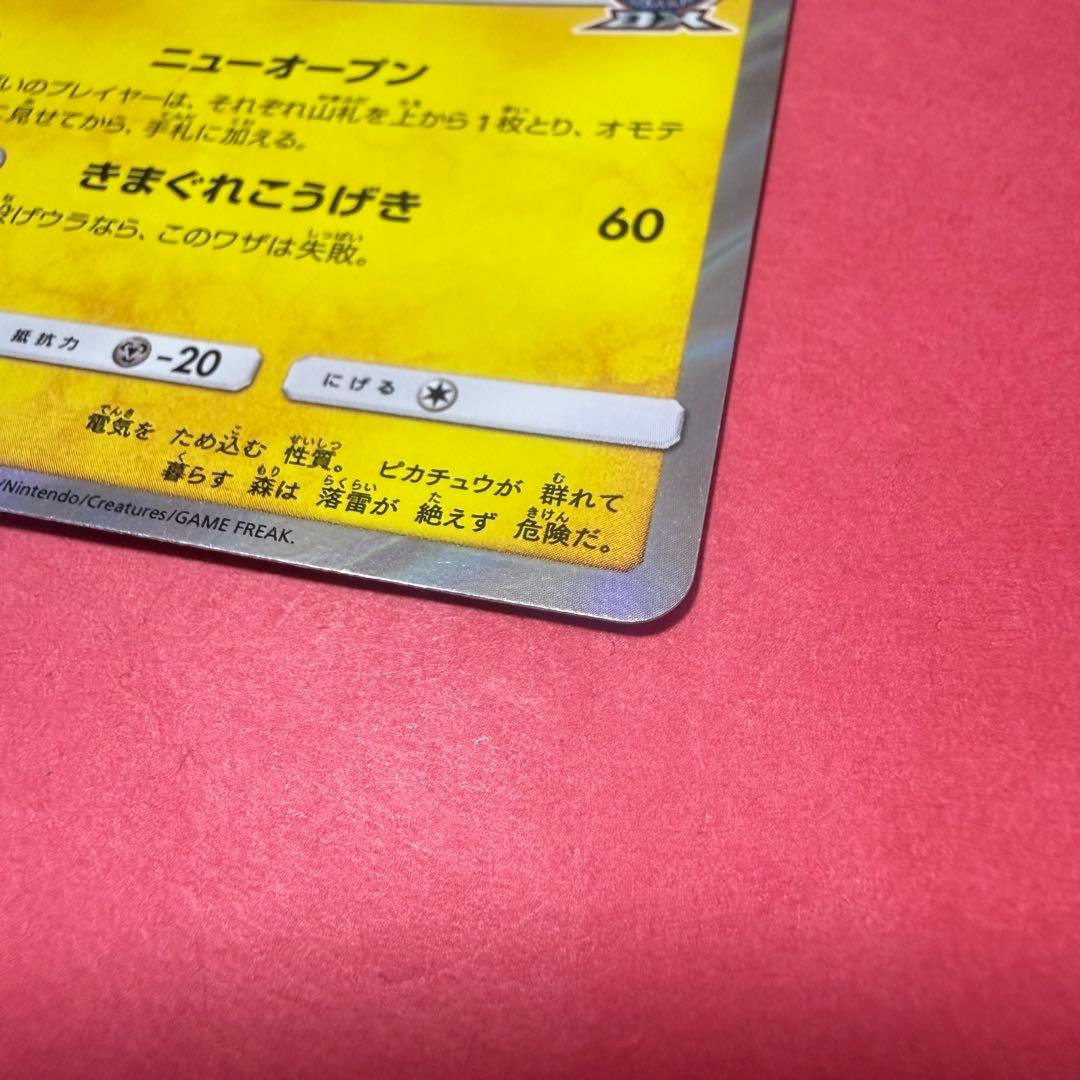 DX
ニューオーブン
いのプレイヤーは、それぞれ山札を上から1枚とり、オモテ
見せてから、手札に加える。
きまぐれこうげき 60
投げウラなら、このワザは失敗。
抵抗力 -20 にげる
電気を ため込む 性質。 ピカチュウが 群れて
暮らす 森は 落雷が 絶えず 危険だ。
/Nintendo/Creatures/GAME FREAK.